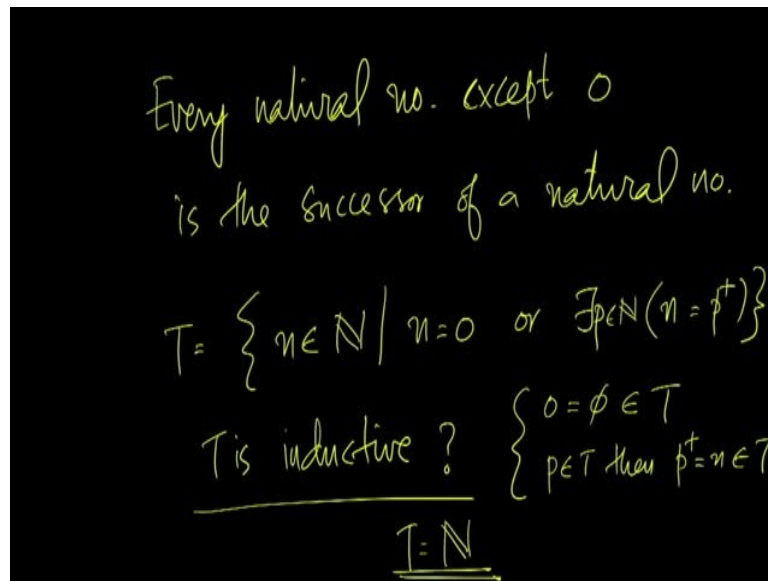 Every natural no. except 0
is the successor of a natural no.
T = { n ∈ ℕ | n = 0 or ∃p∈ℕ (n = p⁺) }
T is inductive ? { 0 = ϕ ∈ T
p ∈ T then p⁺ = n ∈ T
T = ℕ